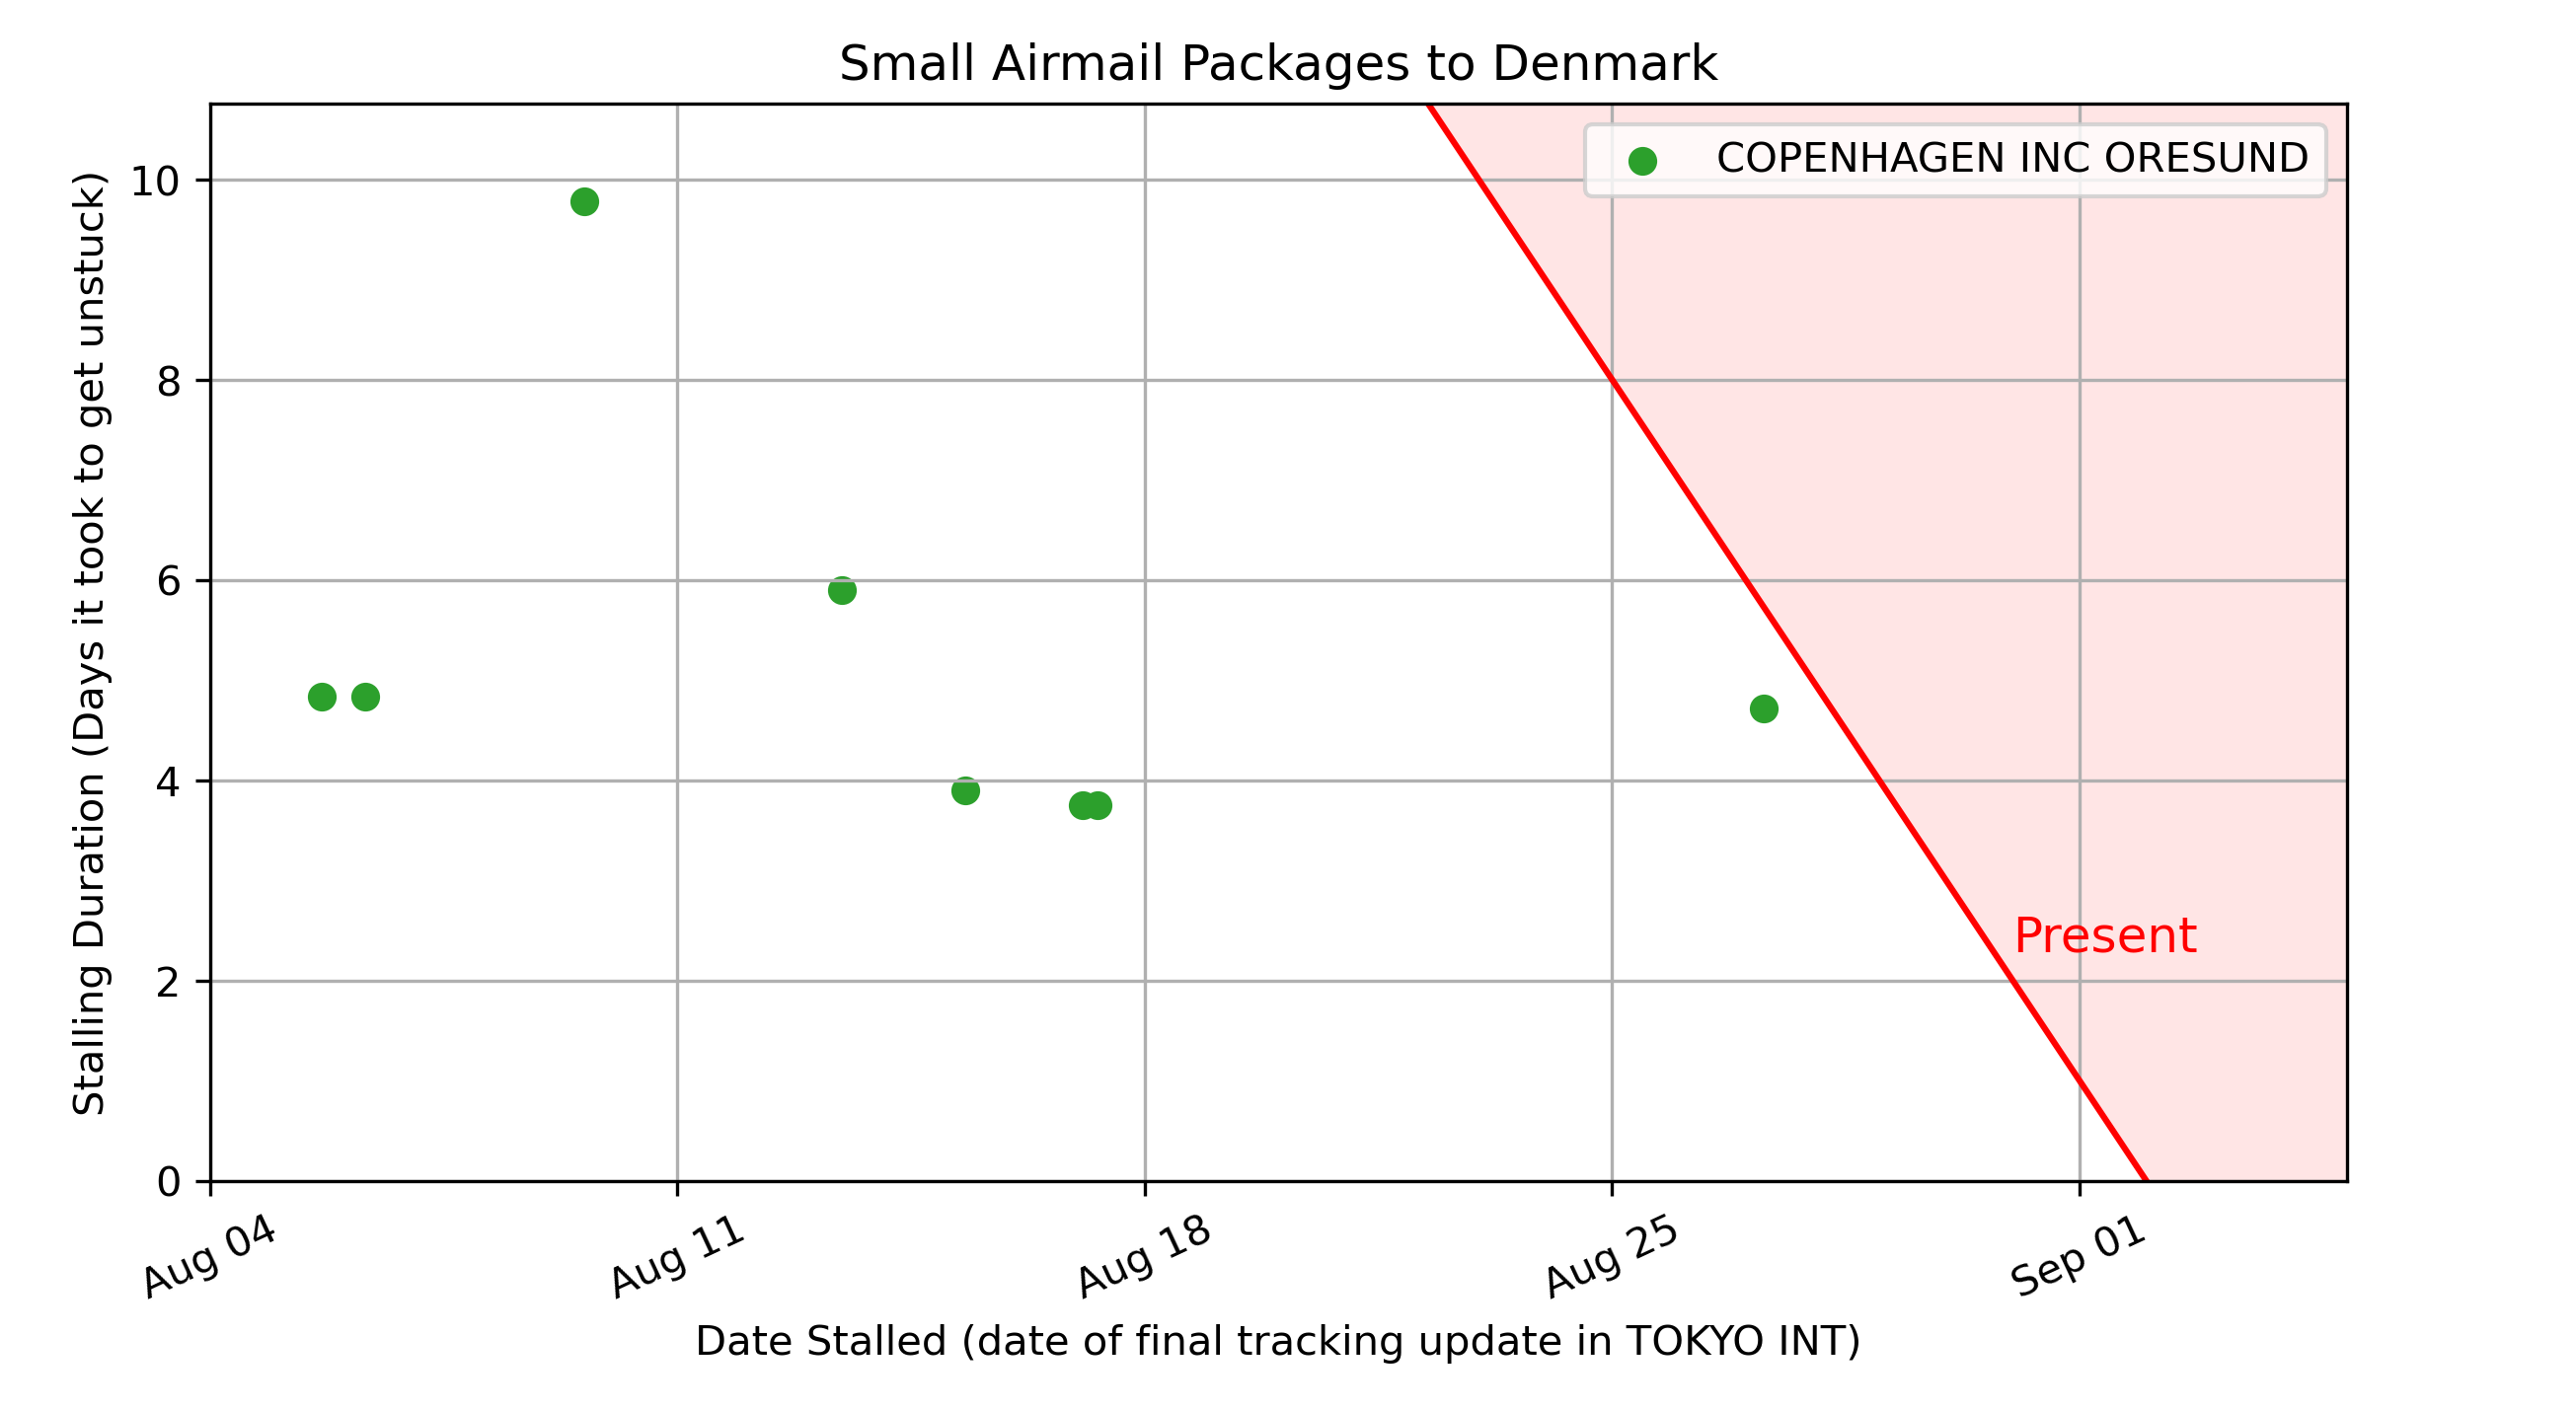 Small Airmail Packages to Denmark
COPENHAGEN INC ORESUND
Stalling Duration (Days it took to get unstuck)
10
8
6
4
2
0
Present
Aug 04
Aug 11
Aug 18
Aug 25
Sep 01
Date Stalled (date of final tracking update in TOKYO INT)